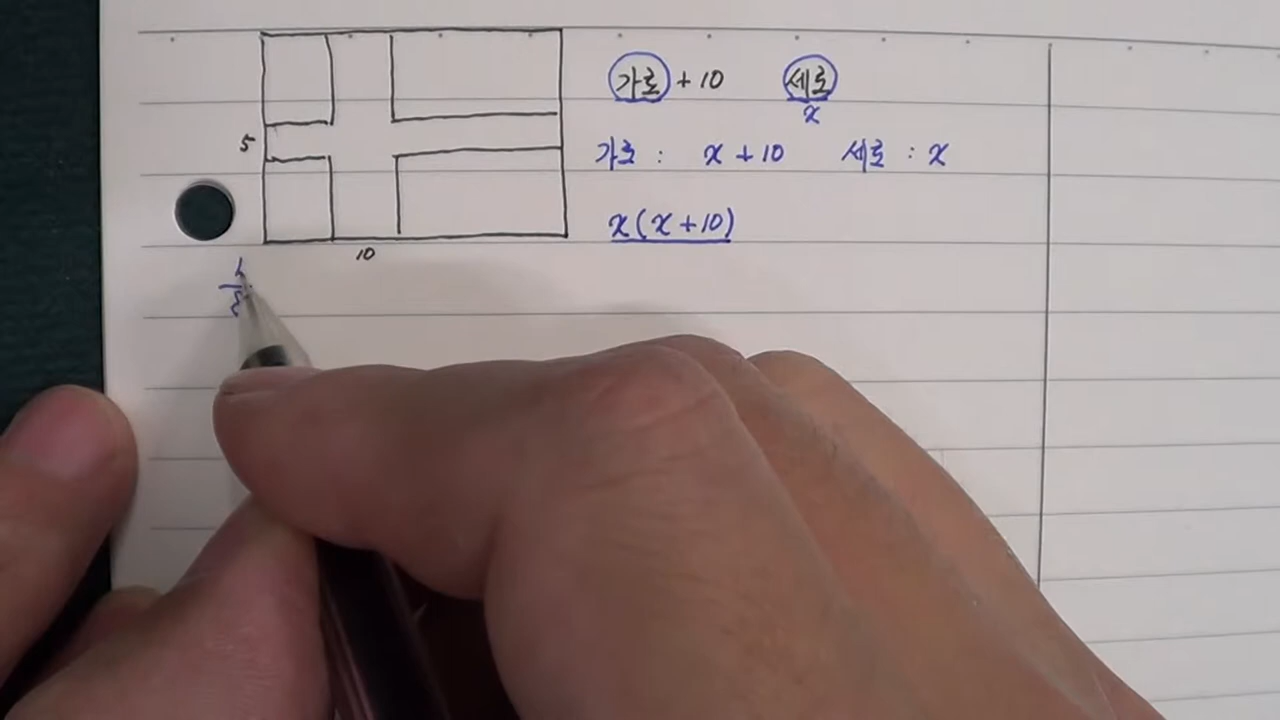 가로 + 10 세로
x
5 가로 : x + 10 세로 : x
x(x+10)
10